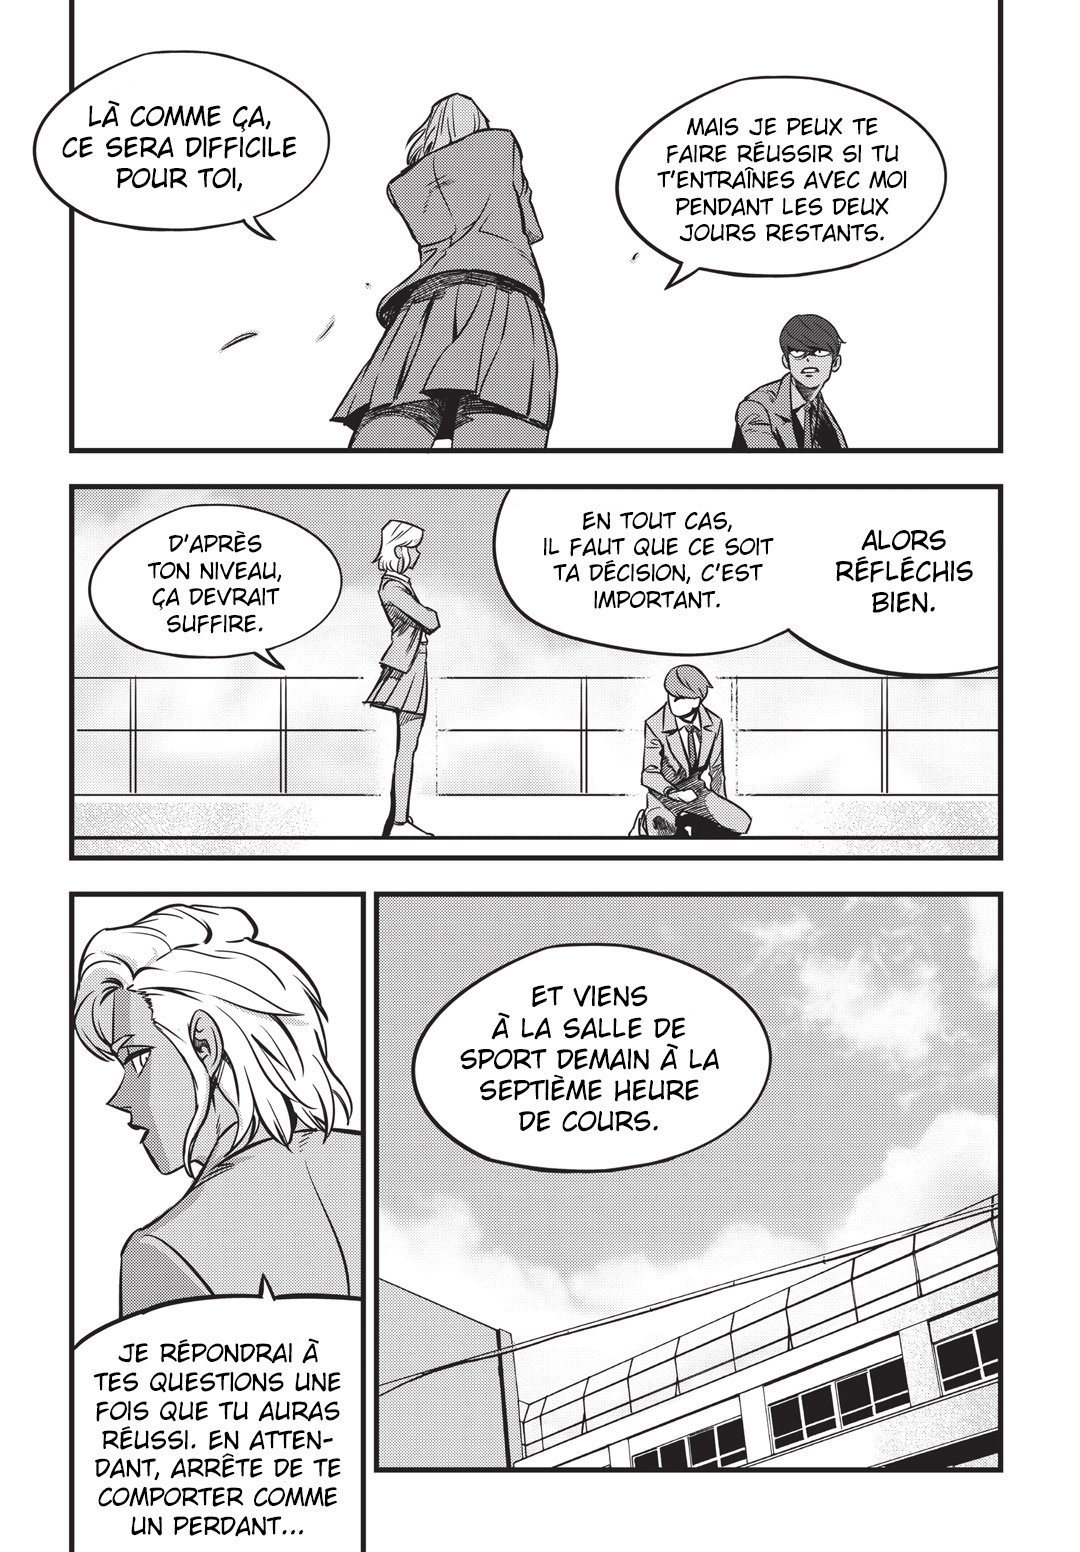 LÀ COMME ÇA,
CE SERA DIFFICILE
POUR TOI,
MAIS JE PEUX TE
FAIRE RÉUSSIR SI TU
T'ENTRAÎNES AVEC MOI
PENDANT LES DEUX
JOURS RESTANTS.
D'APRÈS
TON NIVEAU,
ÇA DEVRAIT
SUFFIRE.
EN TOUT CAS,
IL FAUT QUE CE SOIT
TA DÉCISION, C'EST
IMPORTANT.
ALORS
RÉFLÉCHIS
BIEN.
JE RÉPONDRAI À
TES QUESTIONS UNE
FOIS QUE TU AURAS
RÉUSSI. EN ATTEN-
DANT, ARRÊTE DE TE
COMPORTER COMME
UN PERDANT...
ET VIENS
À LA SALLE DE
SPORT DEMAIN À LA
SEPTIÈME HEURE
DE COURS.